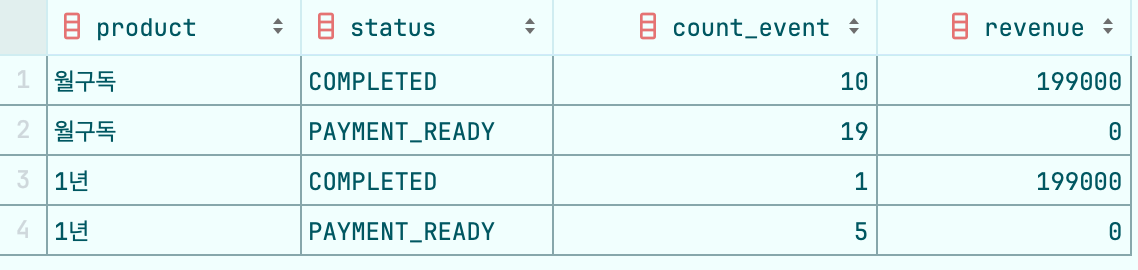 product status count_event revenue
1 월구독 COMPLETED 10 199000
2 월구독 PAYMENT_READY 19 0
3 1년 COMPLETED 1 199000
4 1년 PAYMENT_READY 5 0